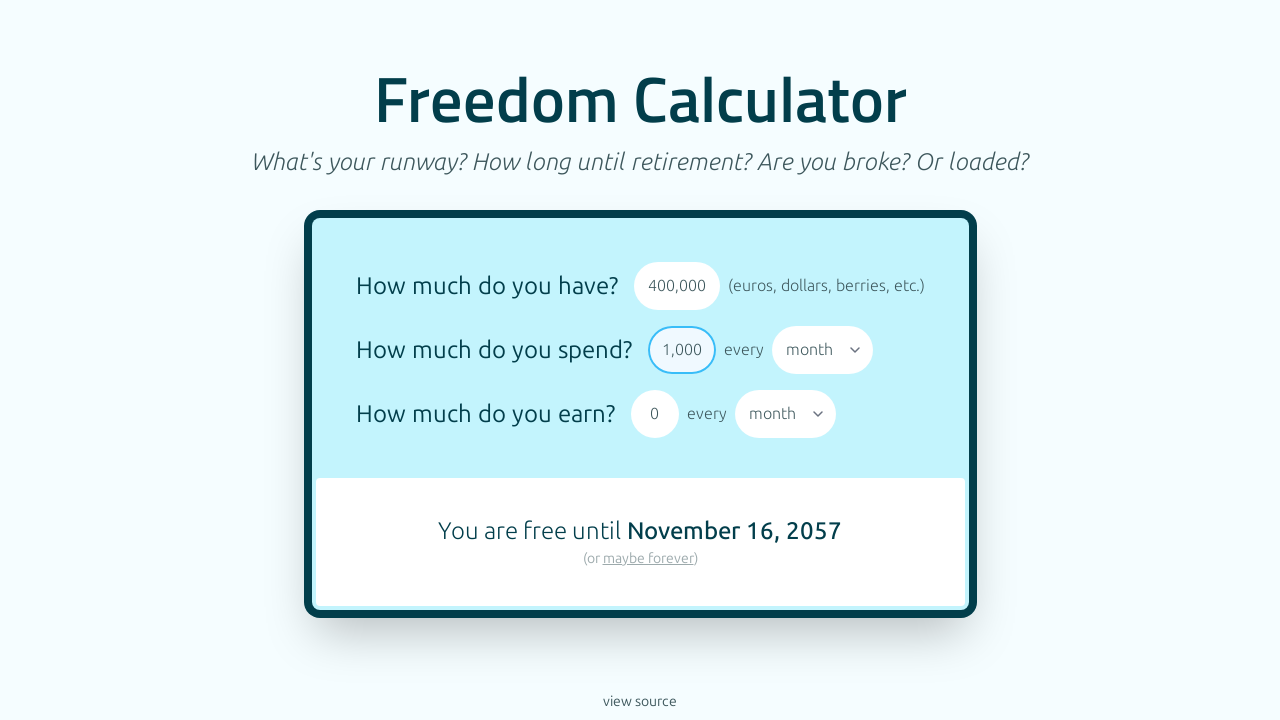 Freedom Calculator
What's your runway? How long until retirement? Are you broke? Or loaded?
How much do you have? 400,000 (euros, dollars, berries, etc.)
How much do you spend? 1,000 every month
How much do you earn? 0 every month
You are free until November 16, 2057
(or maybe forever)
view source